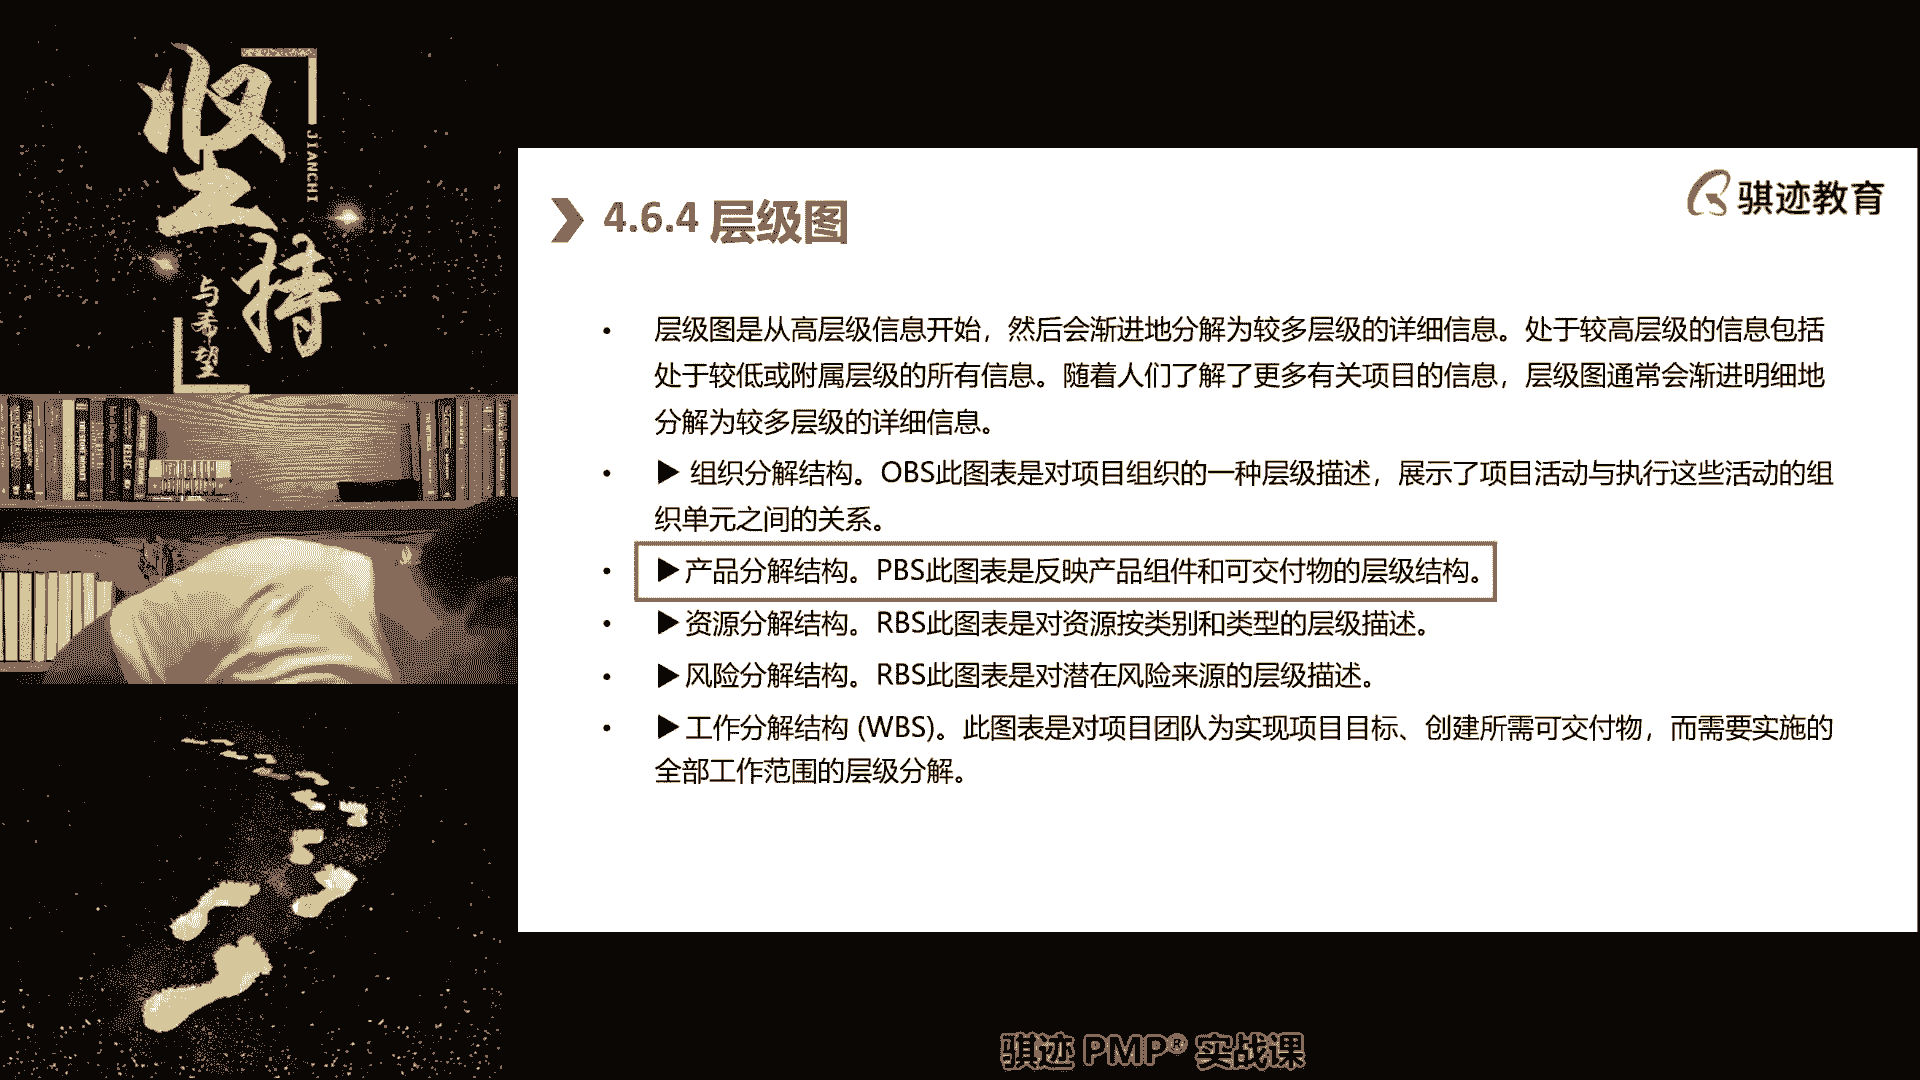 坚持
JIANCHI
与希望
骐迹教育
4.6.4 层级图
• 层级图是从高层级信息开始，然后会渐进地分解为较多层级的详细信息。处于较高层级的信息包括
处于较低或附属层级的所有信息。随着人们了解了更多有关项目的信息，层级图通常会渐进明细地
分解为较多层级的详细信息。
• ▶ 组织分解结构。OBS此图表是对项目组织的一种层级描述，展示了项目活动与执行这些活动的组
织单元之间的关系。
• ▶产品分解结构。PBS此图表是反映产品组件和可交付物的层级结构。
• ▶资源分解结构。RBS此图表是对资源按类别和类型的层级描述。
• ▶风险分解结构。RBS此图表是对潜在风险来源的层级描述。
• ▶工作分解结构 (WBS)。此图表是对项目团队为实现项目目标、创建所需可交付物，而需要实施的
全部工作范围的层级分解。
骐迹 PMP® 实战课